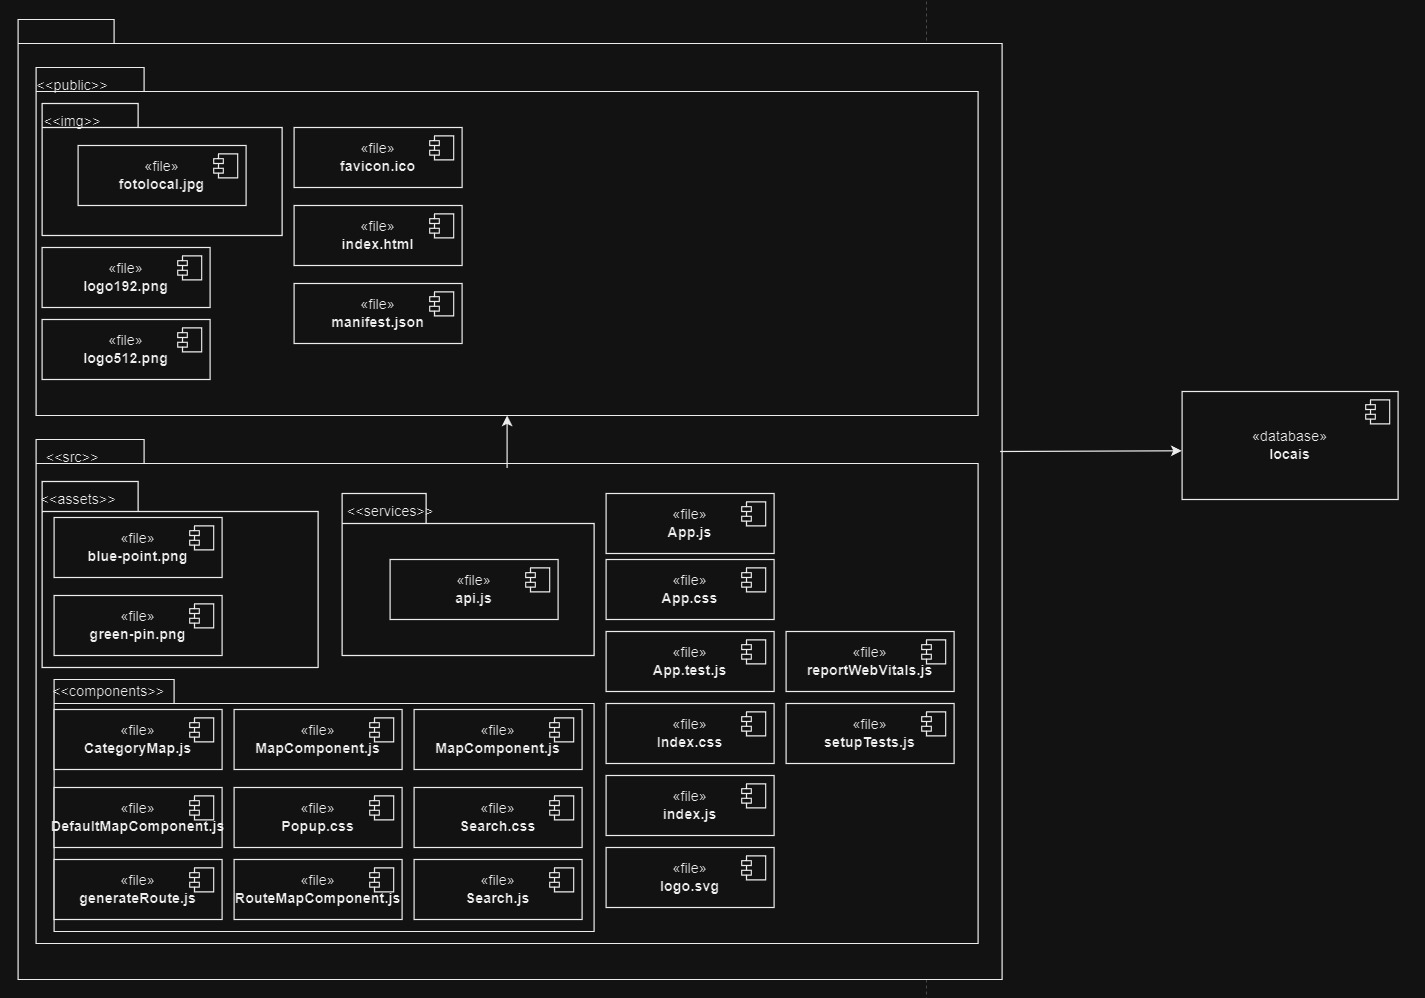 <<public>>
<<img>>
«file»
fotolocal.jpg
«file»
favicon.ico
«file»
index.html
«file»
logo192.png
«file»
manifest.json
«file»
logo512.png
«database»
locais
<<src>>
<<assets>>
«file»
blue-point.png
«file»
green-pin.png
<<services>>
«file»
api.js
«file»
App.js
«file»
App.css
«file»
App.test.js
«file»
reportWebVitals.js
<<components>>
«file»
CategoryMap.js
«file»
MapComponent.js
«file»
MapComponent.js
«file»
Index.css
«file»
setupTests.js
«file»
DefaultMapComponent.js
«file»
Popup.css
«file»
Search.css
«file»
index.js
«file»
generateRoute.js
«file»
RouteMapComponent.js
«file»
Search.js
«file»
logo.svg